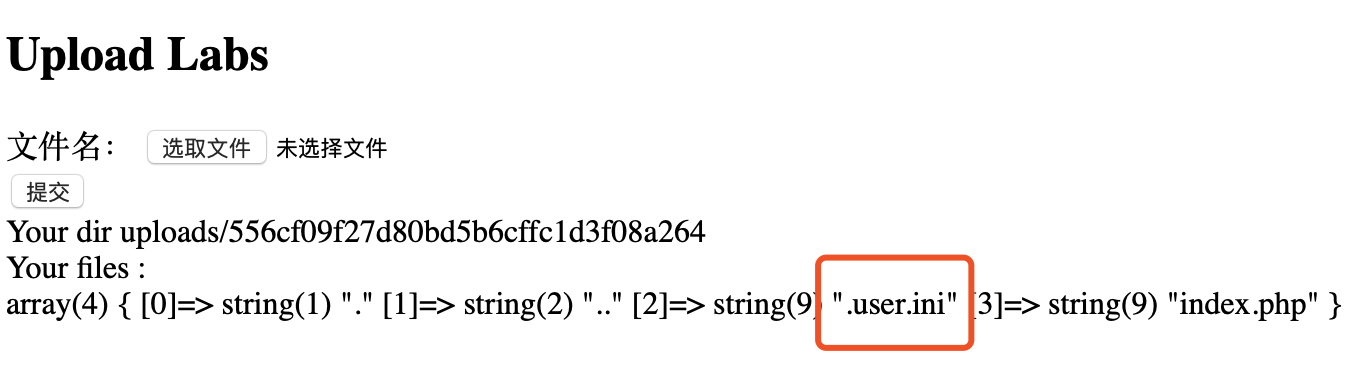 Upload Labs
文件名： 选取文件 未选择文件
提交
Your dir uploads/556cf09f27d80bd5b6cffc1d3f08a264
Your files :
array(4) { [0]=> string(1) "." [1]=> string(2) ".." [2]=> string(9) ".user.ini" [3]=> string(9) "index.php" }